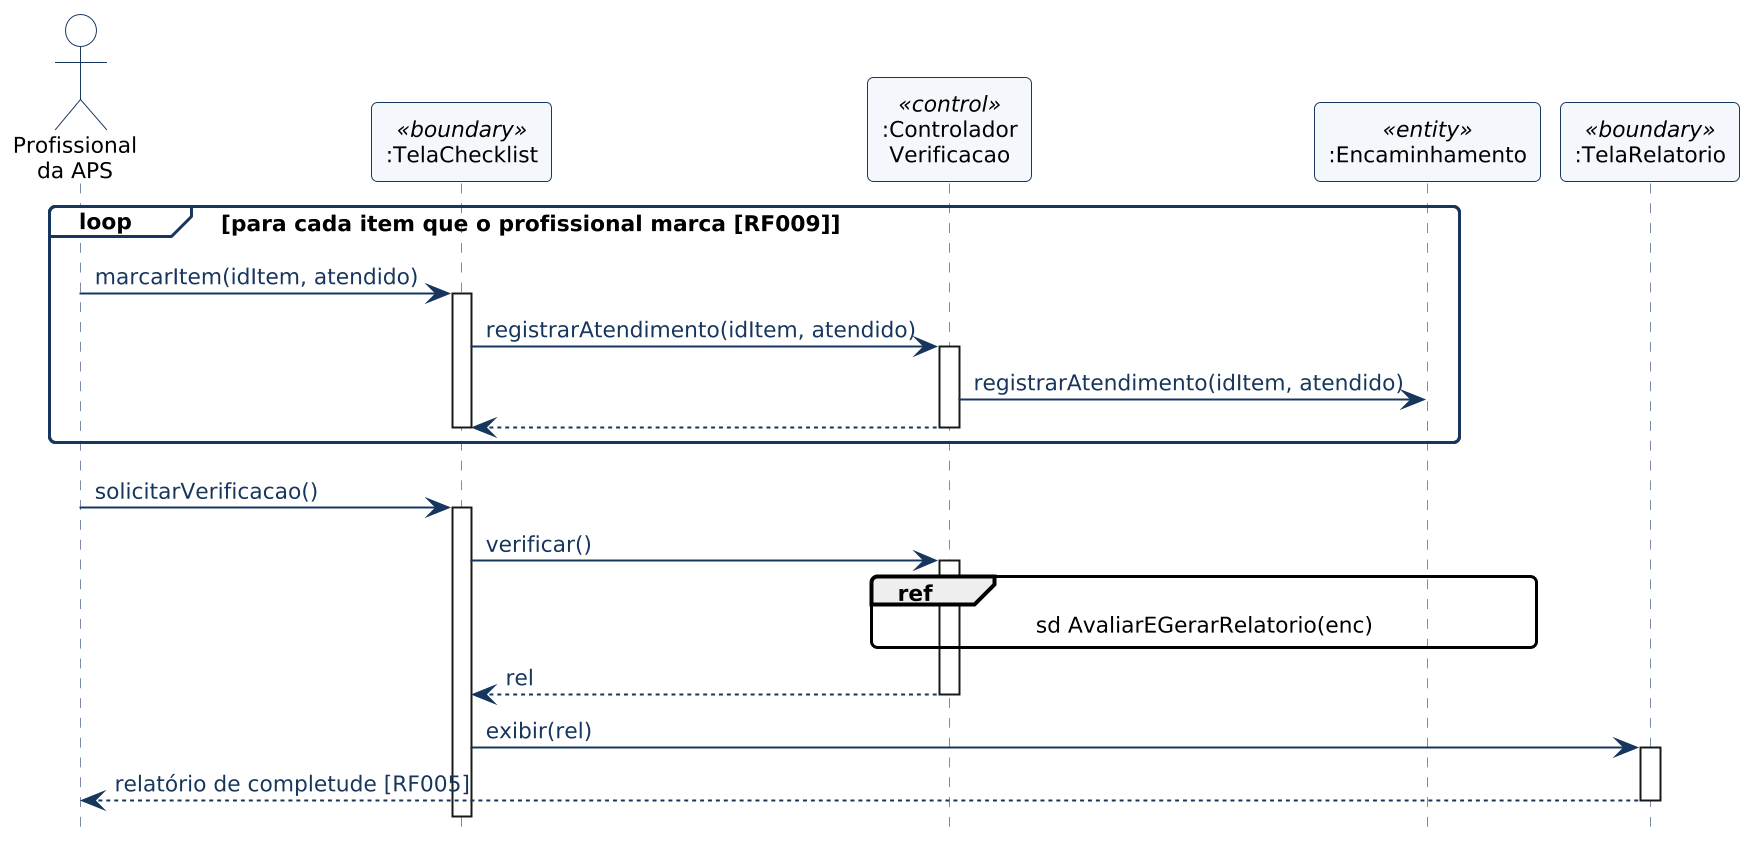 Profissional
da APS
«boundary»
:TelaChecklist
«control»
:Controlador
Verificacao
«entity»
:Encaminhamento
«boundary»
:TelaRelatorio
loop [para cada item que o profissional marca [RF009]]
marcarItem(idItem, atendido)
registrarAtendimento(idItem, atendido)
registrarAtendimento(idItem, atendido)
solicitarVerificacao()
verificar()
ref
sd AvaliarEGerarRelatorio(enc)
rel
exibir(rel)
relatório de completude [RF005]